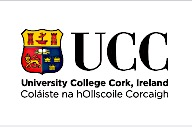 UCC
University College Cork, Ireland
Coláiste na hOllscoile Corcaigh